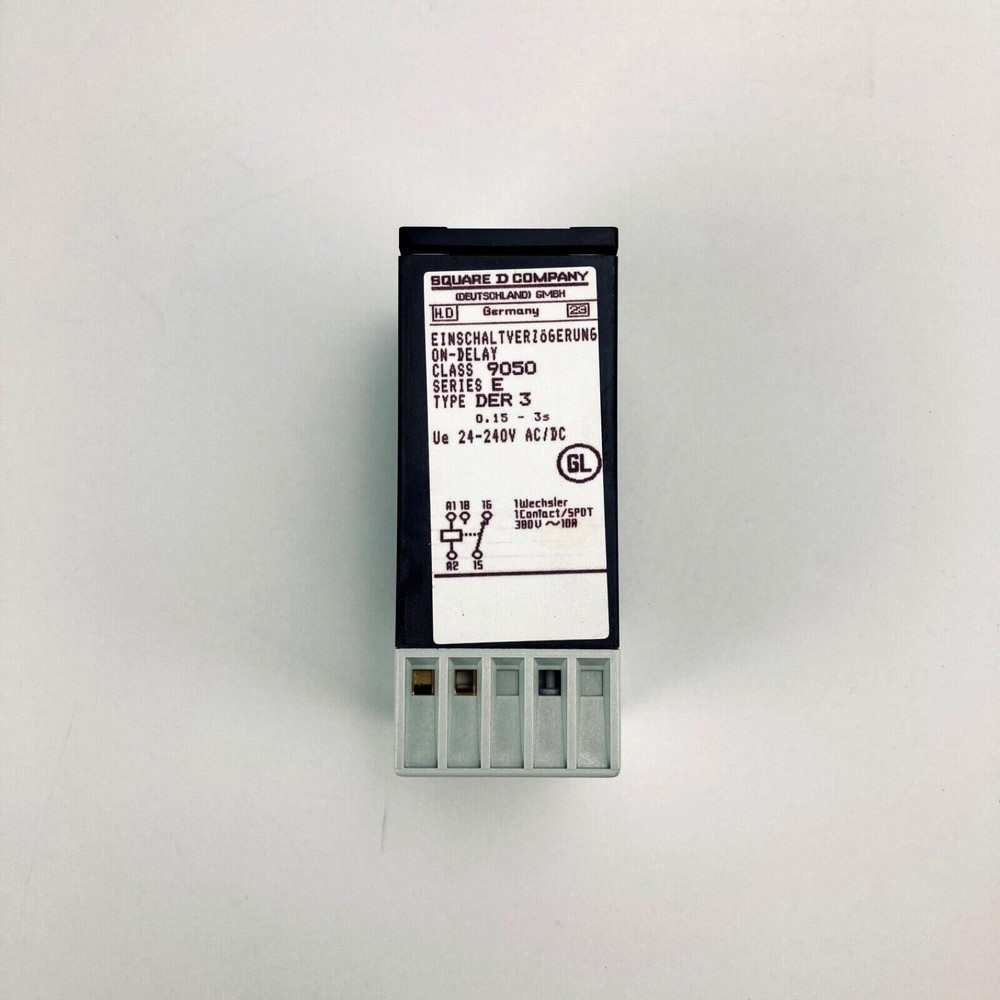 SQUARE D COMPANY
(DEUTSCHLAND) GMBH
H.D Germany 23
EINSCHALTVERZÖGERUNG
ON-DELAY
CLASS 9050
SERIES E
TYPE DER 3
0.15 - 3s
Ue 24-240V AC/DC
GL
A1 18 16
1Wechsler
1Contact/SPDT
380V ~10A
A2 15